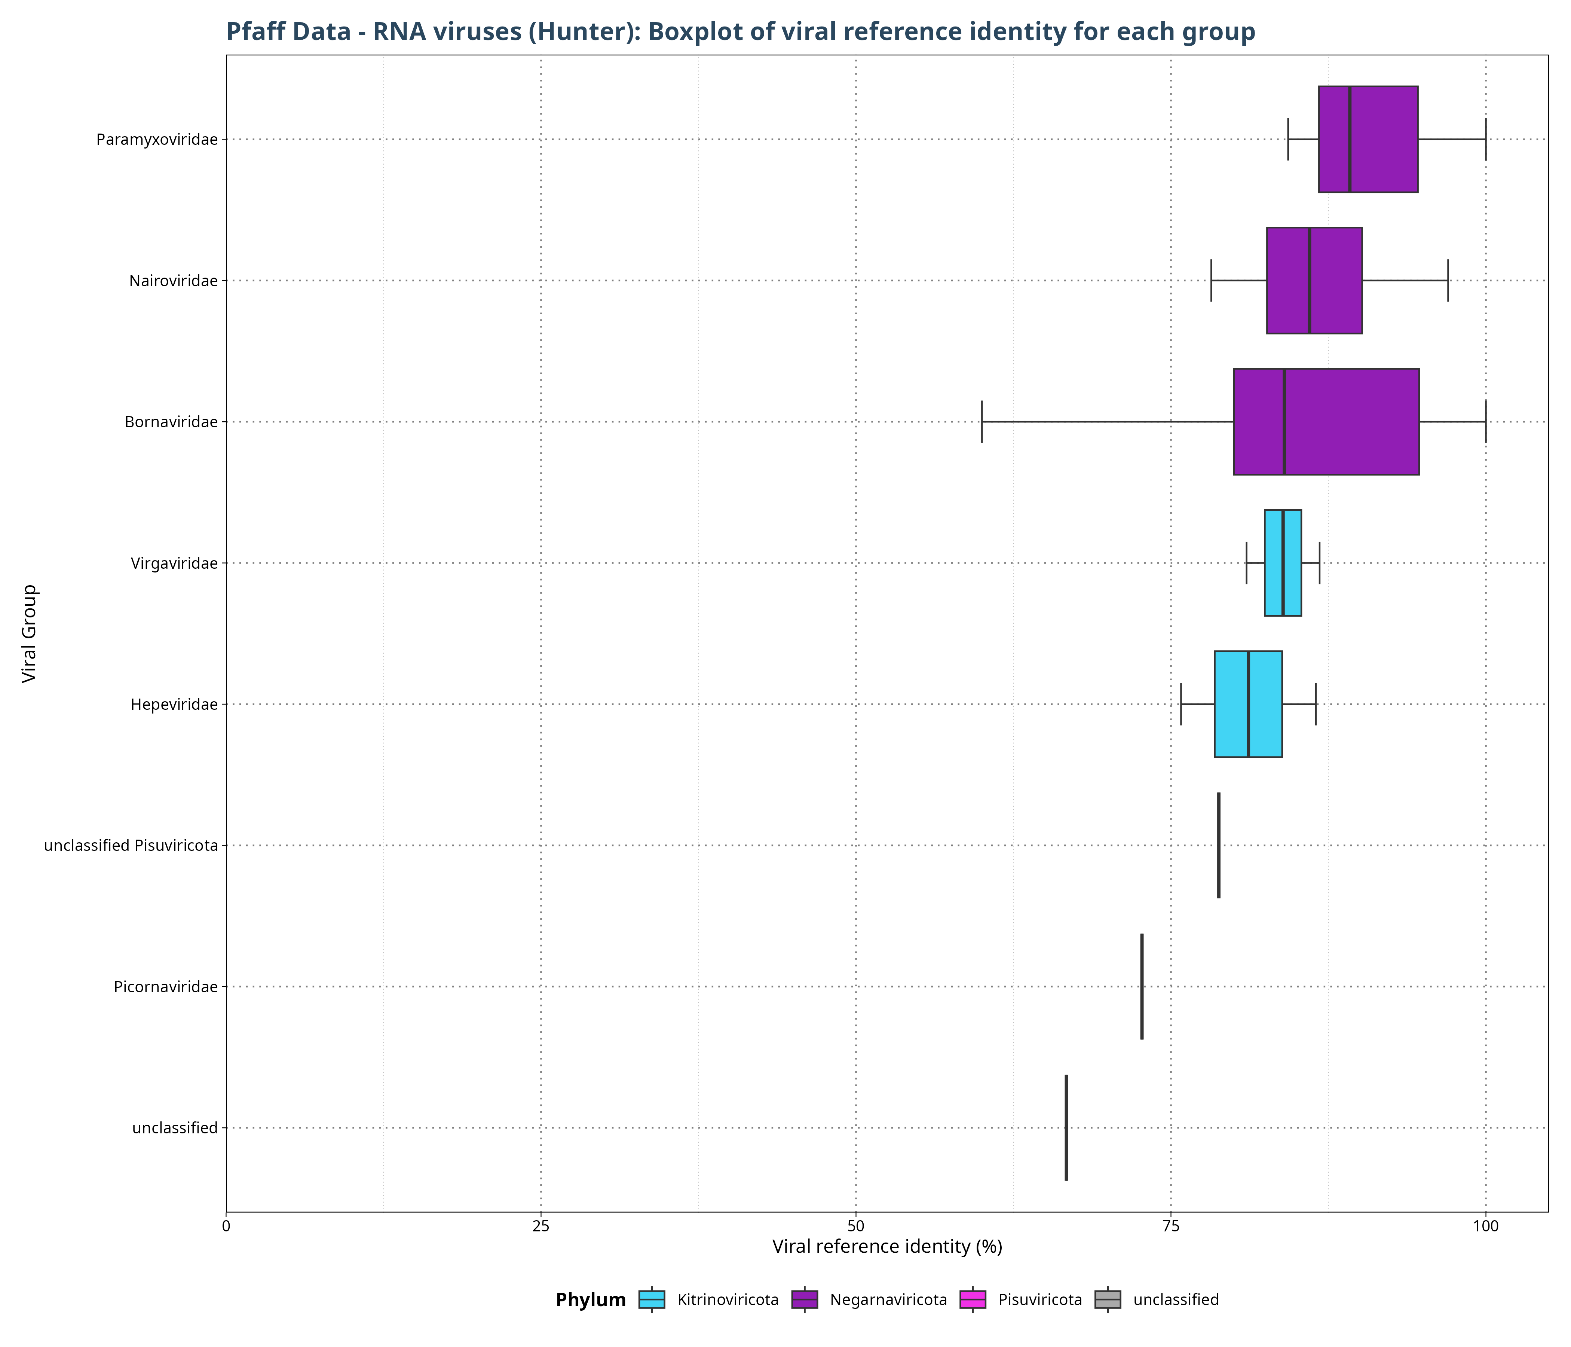 Pfaff Data - RNA viruses (Hunter): Boxplot of viral reference identity for each group
Viral Group
Paramyxoviridae
Nairoviridae
Bornaviridae
Virgaviridae
Hepeviridae
unclassified Pisuviricota
Picornaviridae
unclassified
0 25 50 75 100
Viral reference identity (%)
Phylum Kitrinoviricota Negarnaviricota Pisuviricota unclassified